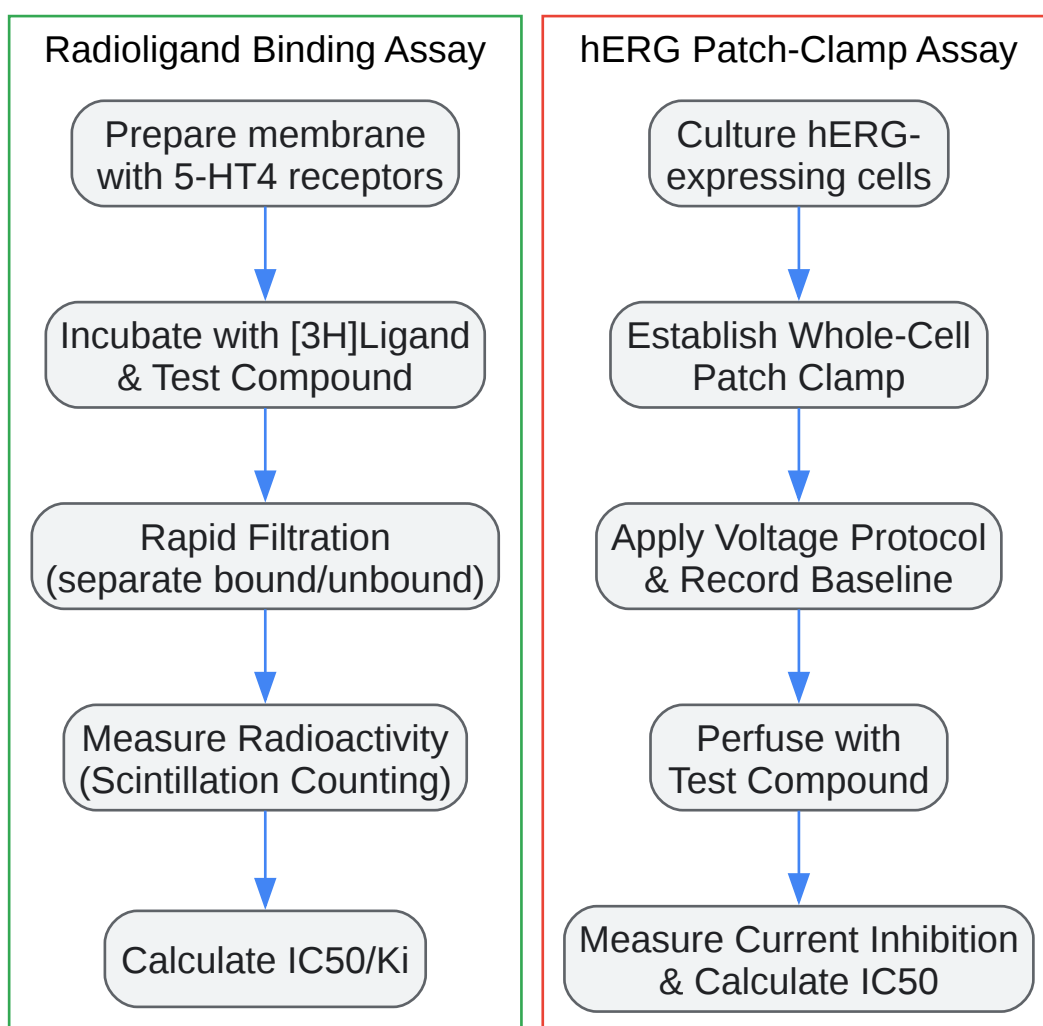 Radioligand Binding Assay
Prepare membrane
with 5-HT4 receptors
Incubate with [3H]Ligand
& Test Compound
Rapid Filtration
(separate bound/unbound)
Measure Radioactivity
(Scintillation Counting)
Calculate IC50/Ki
hERG Patch-Clamp Assay
Culture hERG-
expressing cells
Establish Whole-Cell
Patch Clamp
Apply Voltage Protocol
& Record Baseline
Perfuse with
Test Compound
Measure Current Inhibition
& Calculate IC50